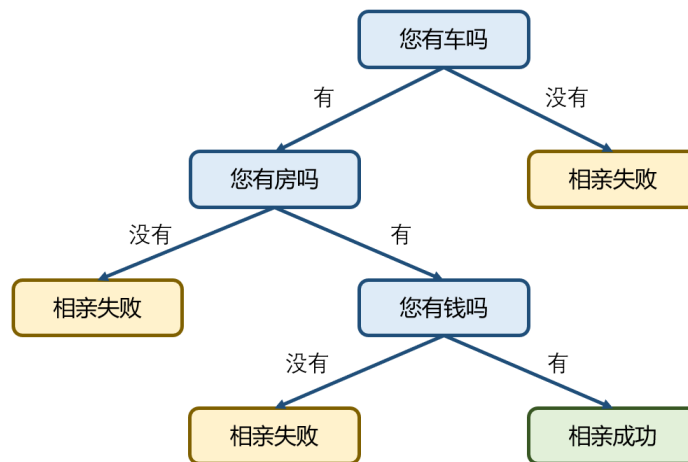 您有车吗
有
没有
您有房吗
相亲失败
没有
有
相亲失败
您有钱吗
没有
有
相亲失败
相亲成功